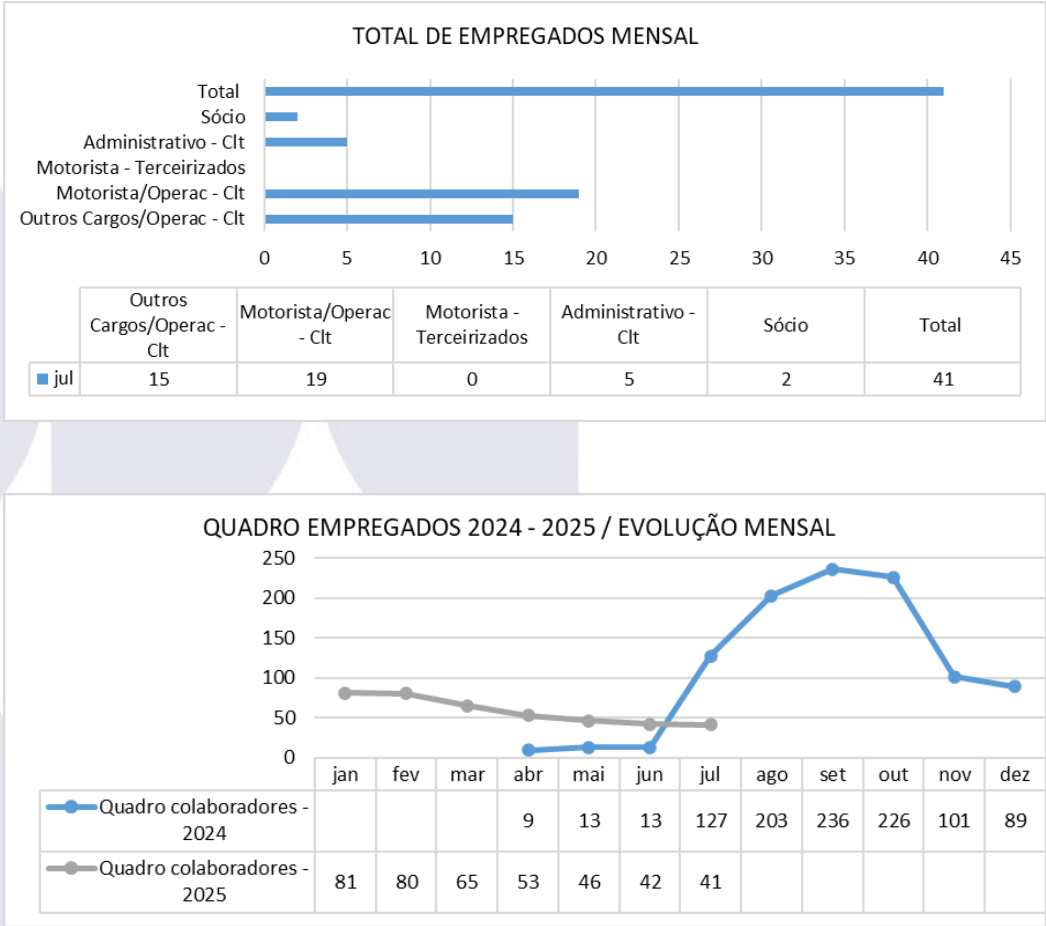 TOTAL DE EMPREGADOS MENSAL
Total
Sócio
Administrativo - Clt
Motorista - Terceirizados
Motorista/Operac - Clt
Outros Cargos/Operac - Clt
0 5 10 15 20 25 30 35 40 45
Outros Cargos/Operac - Clt Motorista/Operac - Clt Motorista - Terceirizados Administrativo - Clt Sócio Total
jul 15 19 0 5 2 41
QUADRO EMPREGADOS 2024 - 2025 / EVOLUÇÃO MENSAL
250
200
150
100
50
0
jan fev mar abr mai jun jul ago set out nov dez
Quadro colaboradores - 2024 9 13 13 127 203 236 226 101 89
Quadro colaboradores - 2025 81 80 65 53 46 42 41